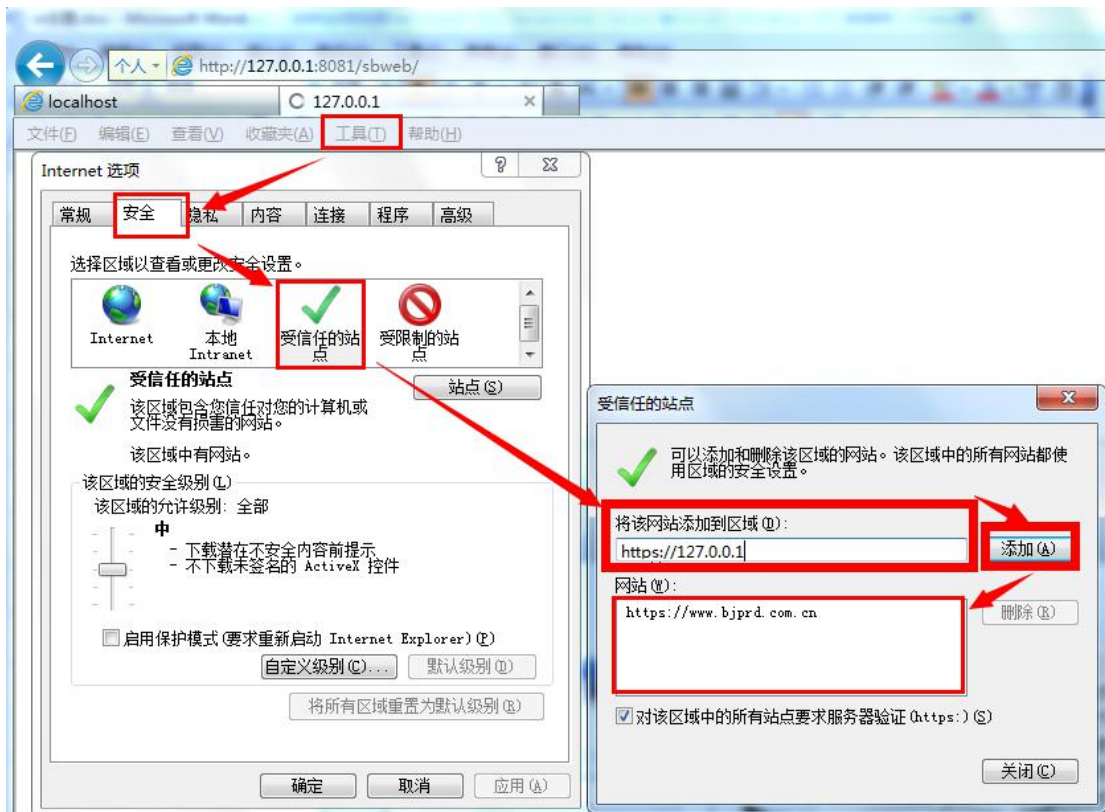 Microsoft Word
个人
http://127.0.0.1:8081/sbweb/
localhost
127.0.0.1
文件(F) 编辑(E) 查看(V) 收藏夹(A) 工具(T) 帮助(H)
Internet 选项
常规 安全 隐私 内容 连接 程序 高级
选择区域以查看或更改安全设置。
Internet
本地
Intranet
受信任的站
点
受限制的站
点
受信任的站点
站点(S)
该区域包含您信任对您的计算机或
文件没有损害的网站。
该区域中有网站。
该区域的安全级别(L)
该区域的允许级别: 全部
中
- 下载潜在不安全内容前提示
- 不下载未签名的 ActiveX 控件
启用保护模式(要求重新启动 Internet Explorer)(P)
自定义级别(C)... 默认级别(D)
将所有区域重置为默认级别(R)
确定 取消 应用(A)
受信任的站点
可以添加和删除该区域的网站。该区域中的所有网站都使
用区域的安全设置。
将该网站添加到区域(D):
https://127.0.0.1
添加(A)
网站(W):
https://www.bjprd.com.cn
删除(R)
对该区域中的所有站点要求服务器验证(https:)(S)
关闭(C)